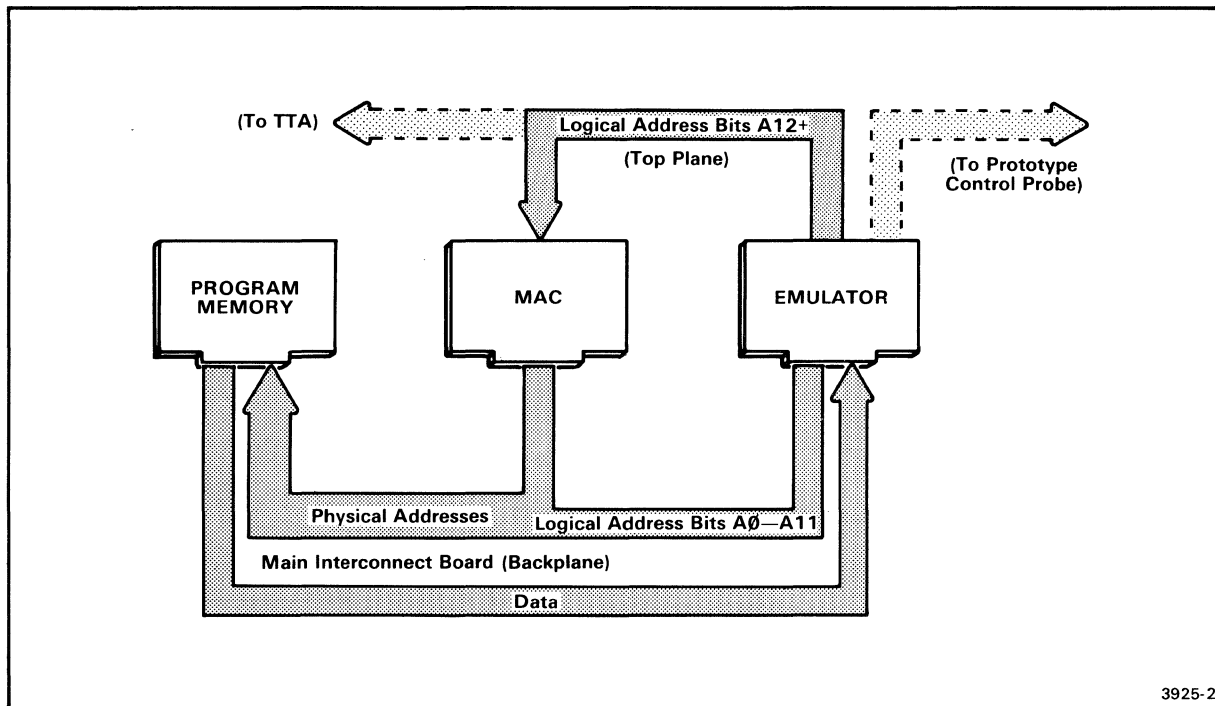 (To TTA)
Logical Address Bits A12+
(Top Plane)
(To Prototype
Control Probe)
PROGRAM
MEMORY
MAC
EMULATOR
Physical Addresses
Logical Address Bits AØ—A11
Main Interconnect Board (Backplane)
Data
3925-2